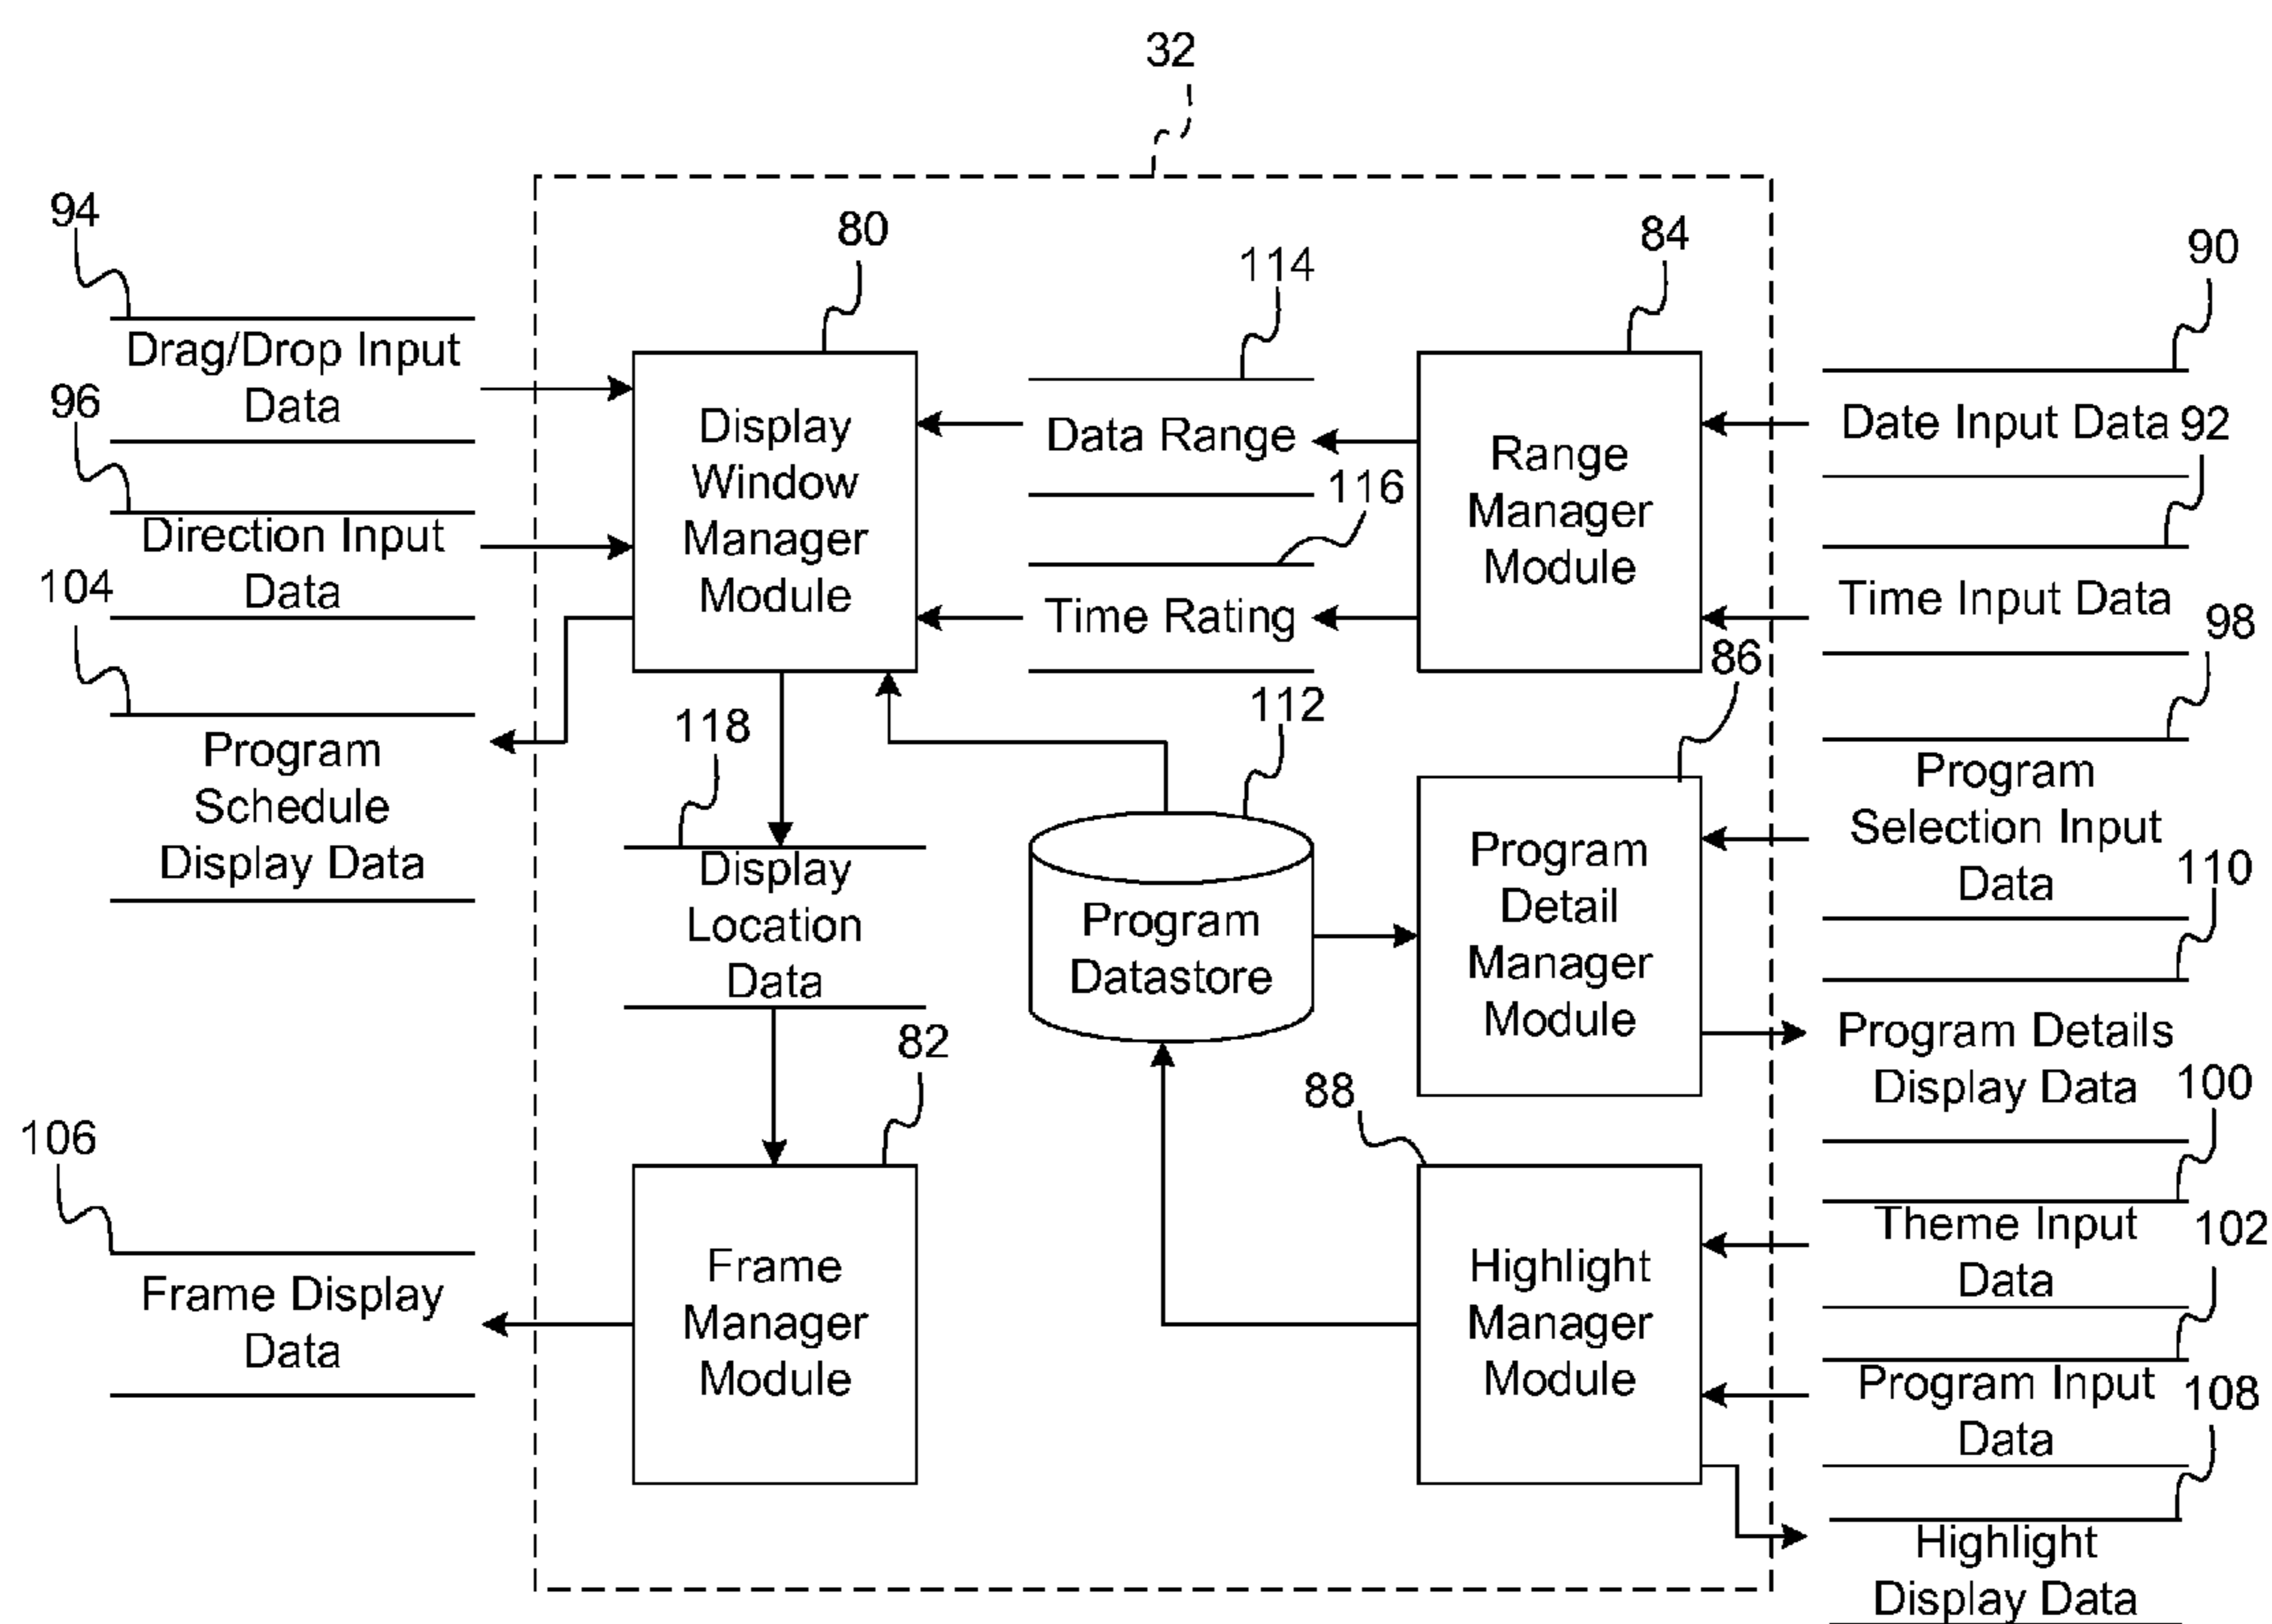 32
94
80
84
90
114
Drag/Drop Input
Data
96
Display
Window
Manager
Module
Data Range
116
Range
Manager
Module
Date Input Data
92
Direction Input
Data
104
Time Rating
Time Input Data
98
86
118
112
Program
Schedule
Display Data
Display
Location
Data
Program
Datastore
Program
Detail
Manager
Module
Program
Selection Input
Data
110
82
88
Program Details
Display Data
100
106
Frame Display
Data
Frame
Manager
Module
Highlight
Manager
Module
Theme Input
Data
102
Program Input
Data
108
Highlight
Display Data